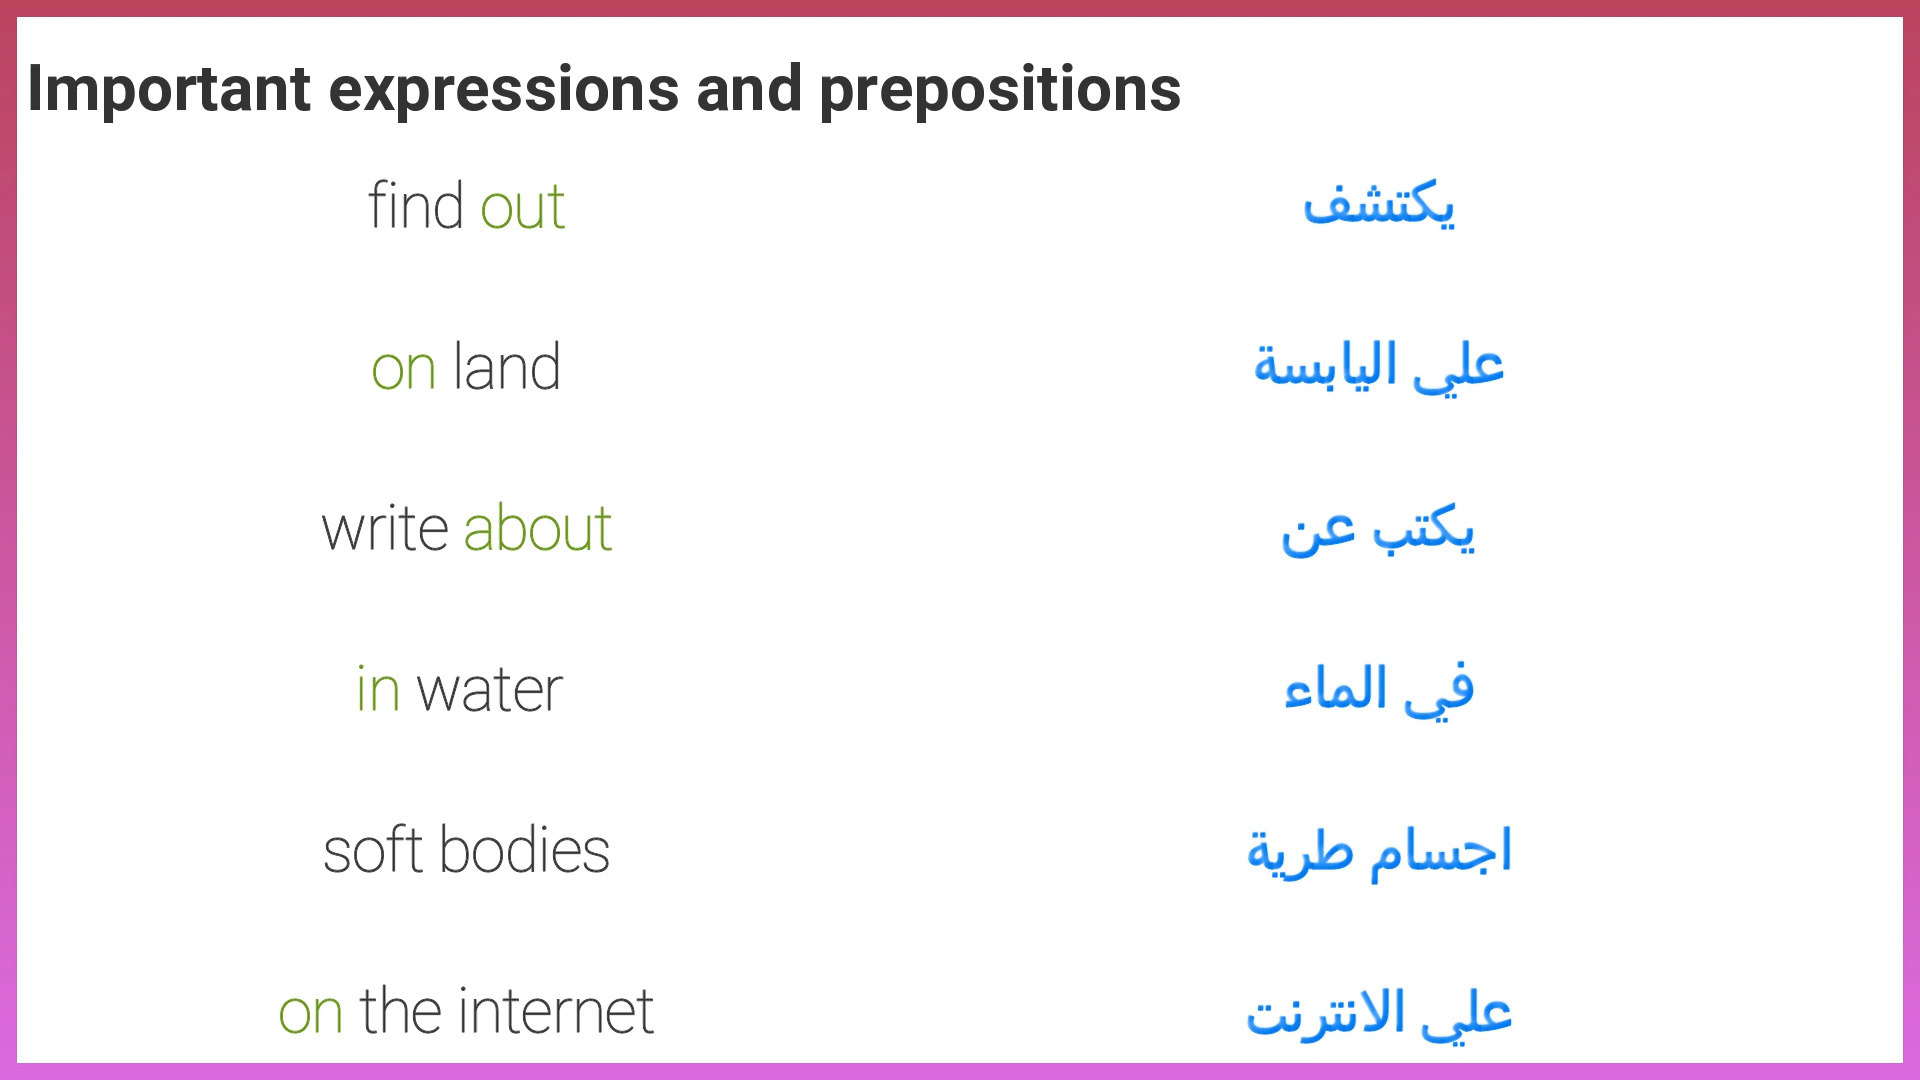 Important expressions and prepositions
find out يكتشف
on land علي اليابسة
write about يكتب عن
in water في الماء
soft bodies اجسام طرية
on the internet علي الانترنت